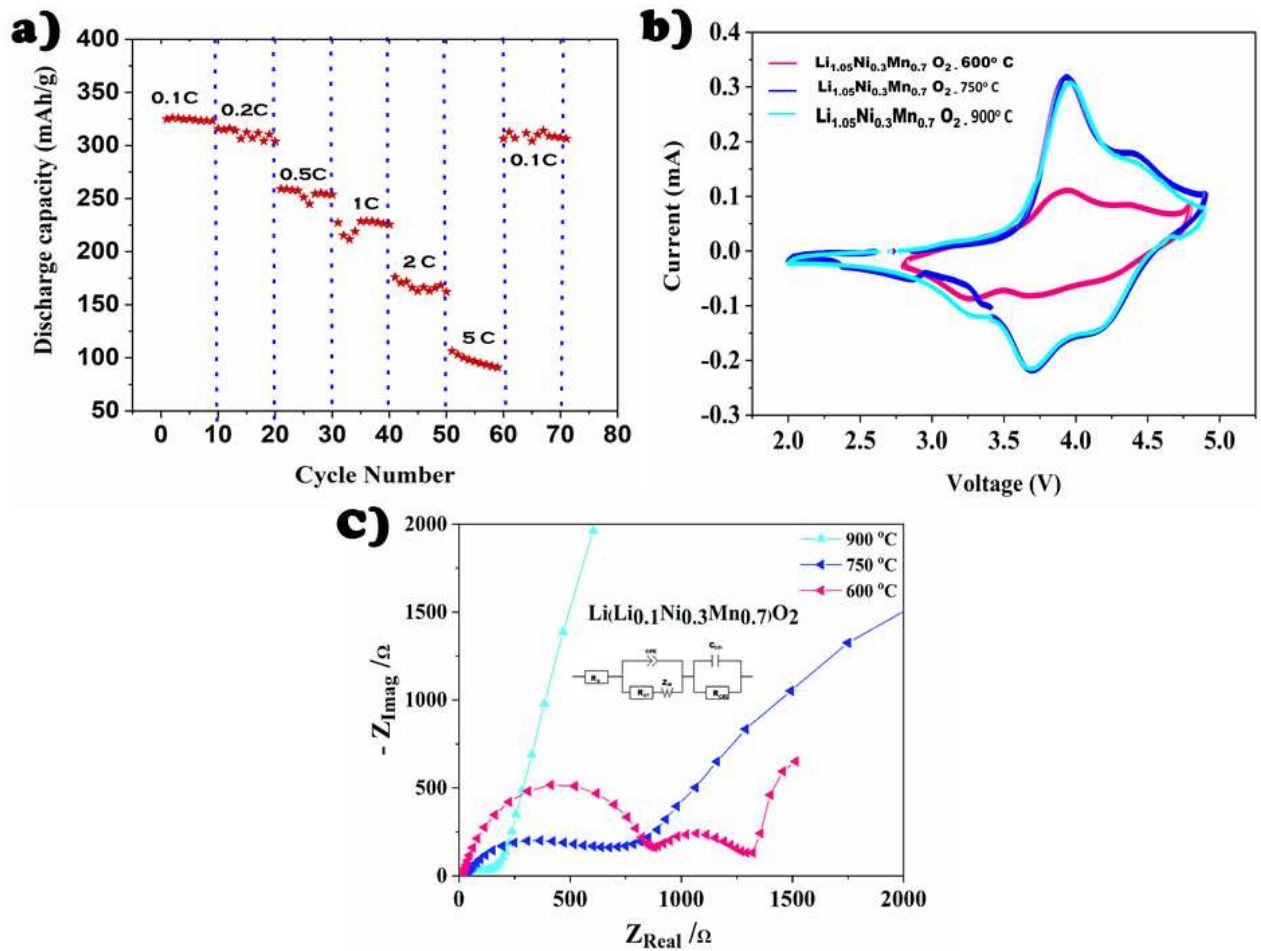 a)
400
350
300
250
200
150
100
50
0.1C
0.2C
0.5C
1C
2 C
5 C
0.1C
0 10 20 30 40 50 60 70 80
Discharge capacity (mAh/g)
Cycle Number
b)
0.4
0.3
0.2
0.1
0.0
-0.1
-0.2
-0.3
Li1.05Ni0.3Mn0.7 O2 . 600° C
Li1.05Ni0.3Mn0.7 O2 . 750° C
Li1.05Ni0.3Mn0.7 O2 . 900° C
2.0 2.5 3.0 3.5 4.0 4.5 5.0
Current (mA)
Voltage (V)
C)
2000
1500
1000
500
0
900 °C
750 °C
600 °C
Li(Li0.1Ni0.3Mn0.7)O2
CPE
0 500 1000 1500 2000
- ZImag /Ω
ZReal /Ω